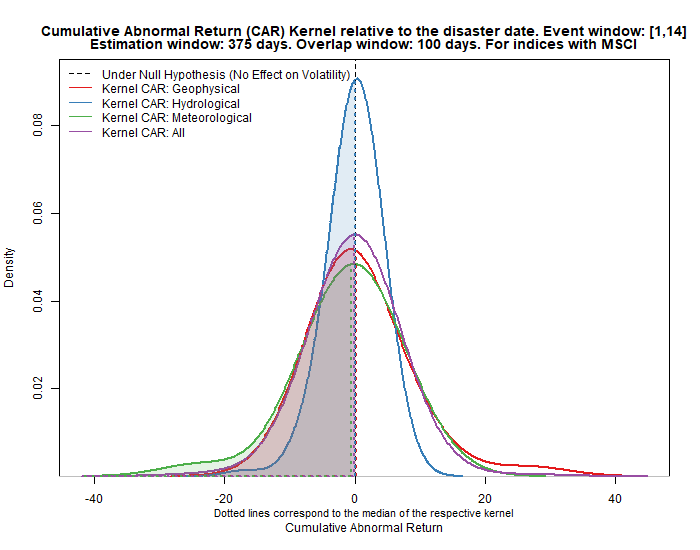 Cumulative Abnormal Return (CAR) Kernel relative to the disaster date. Event window: [1,14]
Estimation window: 375 days. Overlap window: 100 days. For indices with MSCI
Under Null Hypothesis (No Effect on Volatility)
Kernel CAR: Geophysical
Kernel CAR: Hydrological
Kernel CAR: Meteorological
Kernel CAR: All
0.08
0.06
0.04
0.02
Density
-40 -20 0 20 40
Dotted lines correspond to the median of the respective kernel
Cumulative Abnormal Return